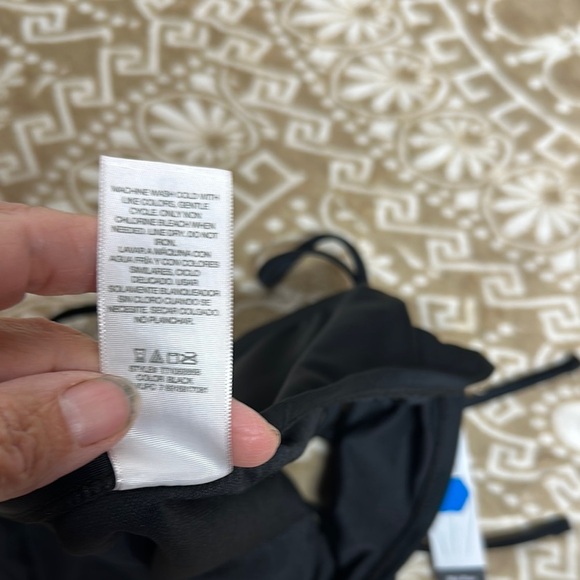 MACHINE WASH COLD WITH
LIKE COLORS, GENTLE
CYCLE, ONLY NON
CHLORINE BLEACH WHEN
NEEDED, LINE DRY, DO NOT
IRON.
LAVAR A MÁQUINA CON
AGUA FRÍA Y CON COLORES
SIMILARES, CICLO
DELICADO, USAR
SOLAMENTE BLANQUEADOR
SIN CLORO CUANDO SE
NECESITE, SECAR COLGADO,
NO PLANCHAR.
STYLE#
COLOR: BLACK